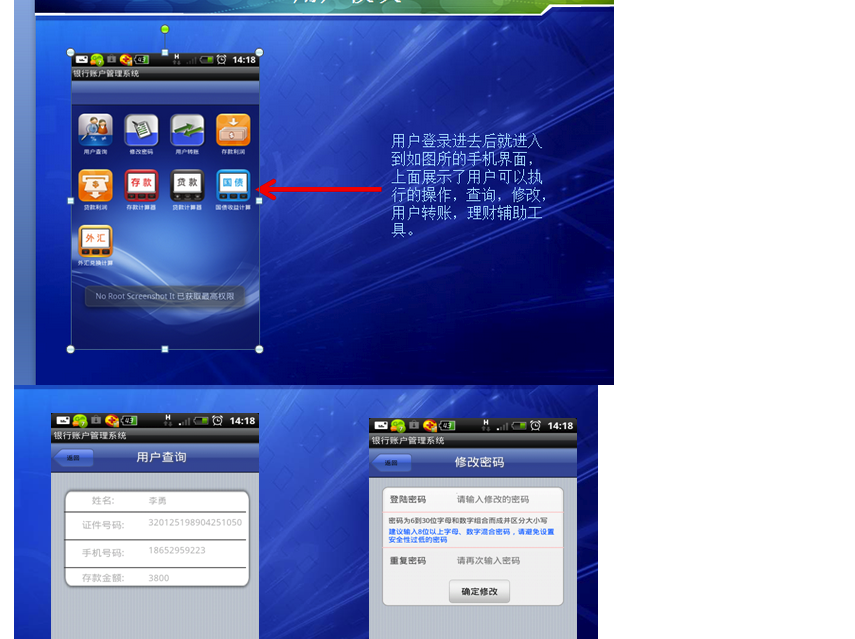 14:18
银行账户管理系统
用户查询
修改密码
用户转账
存款利润
存款
贷款
国债
贷款利润
存款计算器
贷款计算器
国债收益计算
外汇
外汇兑换计算
No Root Screenshot It 已获取最高权限
用户登录进去后就进入
到如图所的手机界面，
上面展示了用户可以执
行的操作，查询，修改，
用户转账，理财辅助工
具。
14:18
银行账户管理系统
返回
用户查询
姓名: 李勇
证件号码: 320125198904251050
手机号码: 18652959223
存款金额: 3800
14:18
银行账户管理系统
返回
修改密码
登陆密码 请输入修改的密码
密码为6到30位字母和数字组合而成并区分大小写
建议输入8位以上字母、数字混合密码，请避免设置
安全性过低的密码
重复密码 请再次输入密码
确定修改